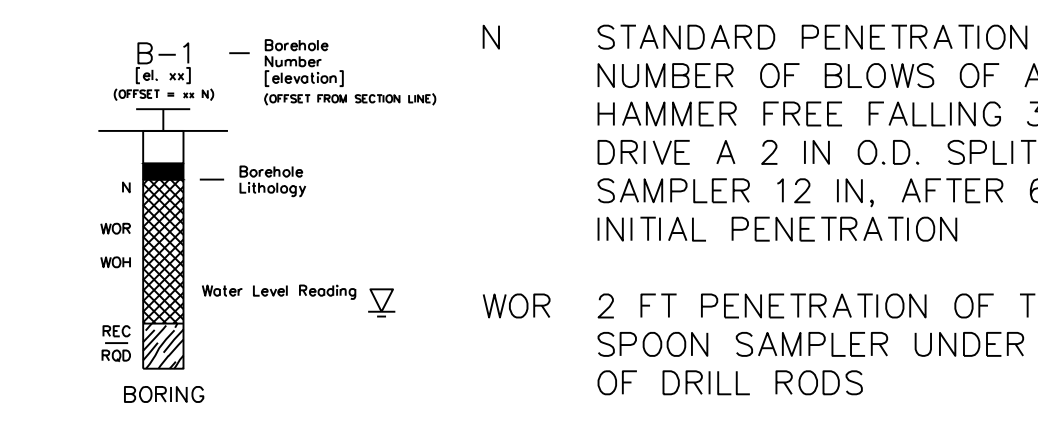 B-1
[el. xx]
(OFFSET = xx N)
Borehole
Number
[elevation]
(OFFSET FROM SECTION LINE)
Borehole
Lithology
N
WOR
WOH
Water Level Reading
REC
RQD
BORING
N STANDARD PENETRATION
NUMBER OF BLOWS OF A
HAMMER FREE FALLING 3
DRIVE A 2 IN O.D. SPLIT
SAMPLER 12 IN, AFTER 6
INITIAL PENETRATION
WOR 2 FT PENETRATION OF T
SPOON SAMPLER UNDER
OF DRILL RODS